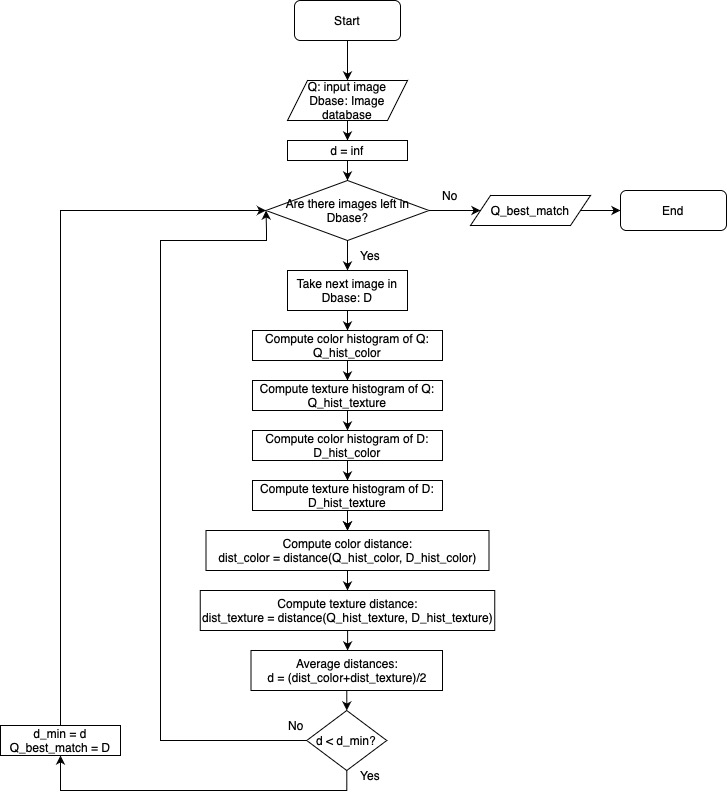 Start
Q: input image
Dbase: Image
database
d = inf
Are there images left in
Dbase?
No
Q_best_match
End
Yes
Take next image in
Dbase: D
Compute color histogram of Q:
Q_hist_color
Compute texture histogram of Q:
Q_hist_texture
Compute color histogram of D:
D_hist_color
Compute texture histogram of D:
D_hist_texture
Compute color distance:
dist_color = distance(Q_hist_color, D_hist_color)
Compute texture distance:
dist_texture = distance(Q_hist_texture, D_hist_texture)
Average distances:
d = (dist_color+dist_texture)/2
d < d_min?
No
Yes
d_min = d
Q_best_match = D